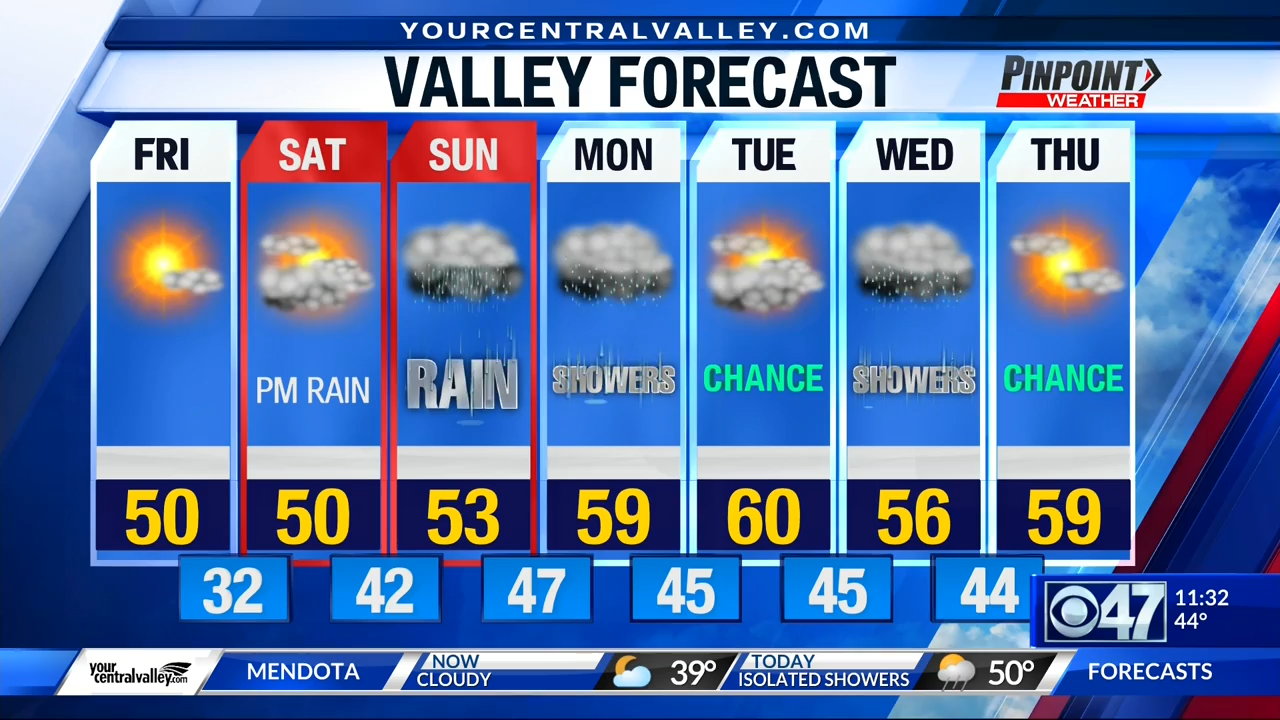 YOURCENTRALVALLEY.COM
VALLEY FORECAST
PINPOINT
WEATHER
FRI SAT SUN MON TUE WED THU
PM RAIN RAIN SHOWERS CHANCE SHOWERS CHANCE
50 50 53 59 60 56 59
32 42 47 45 45 44
47
11:32
44°
your
centralvalley.com
MENDOTA
NOW
CLOUDY
39°
TODAY
ISOLATED SHOWERS
50°
FORECASTS